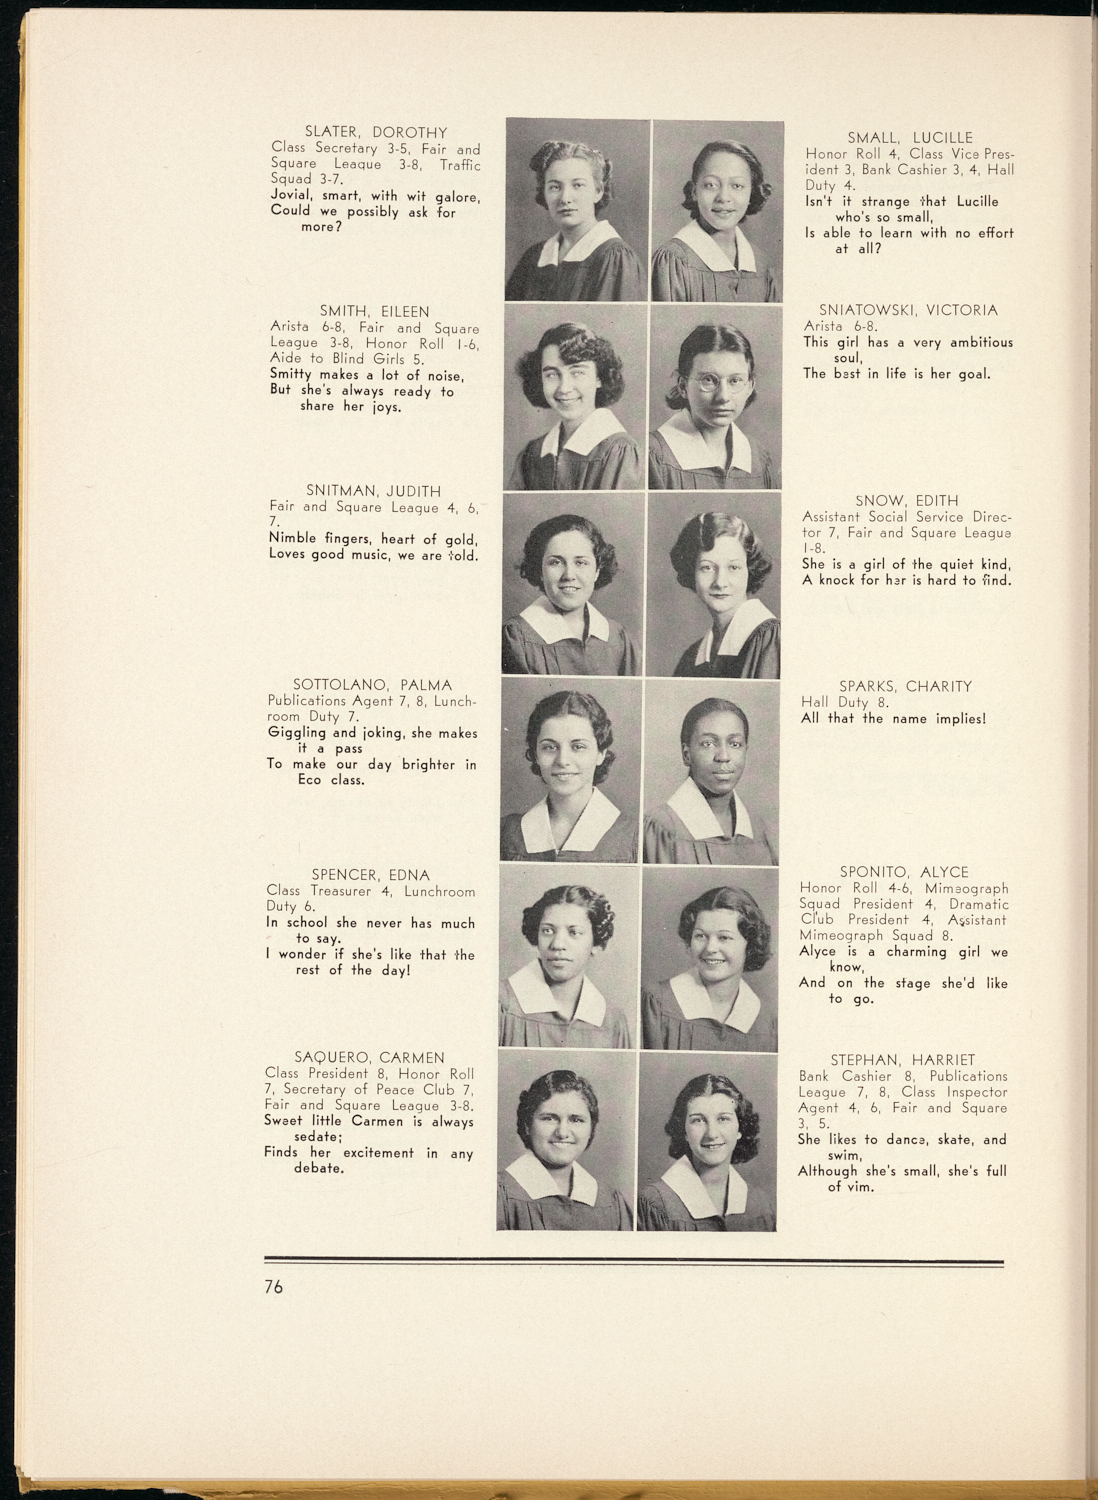 SLATER, DOROTHY
Class Secretary 3-5, Fair and
Square League 3-8, Traffic
Squad 3-7.
Jovial, smart, with wit galore,
Could we possibly ask for
more?
SMALL, LUCILLE
Honor Roll 4, Class Vice Pres-
ident 3, Bank Cashier 3, 4, Hall
Duty 4.
Isn't it strange that Lucille
who's so small,
Is able to learn with no effort
at all?
SMITH, EILEEN
Arista 6-8, Fair and Square
League 3-8, Honor Roll 1-6,
Aide to Blind Girls 5.
Smitty makes a lot of noise,
But she's always ready to
share her joys.
SNIATOWSKI, VICTORIA
Arista 6-8.
This girl has a very ambitious
soul,
The best in life is her goal.
SNITMAN, JUDITH
Fair and Square League 4, 6,
7.
Nimble fingers, heart of gold,
Loves good music, we are told.
SNOW, EDITH
Assistant Social Service Direc-
tor 7, Fair and Square League
1-8.
She is a girl of the quiet kind,
A knock for her is hard to find.
SOTTOLANO, PALMA
Publications Agent 7, 8, Lunch-
room Duty 7.
Giggling and joking, she makes
it a pass
To make our day brighter in
Eco class.
SPARKS, CHARITY
Hall Duty 8.
All that the name implies!
SPENCER, EDNA
Class Treasurer 4, Lunchroom
Duty 6.
In school she never has much
to say.
I wonder if she's like that the
rest of the day!
SPONITO, ALYCE
Honor Roll 4-6, Mimeograph
Squad President 4, Dramatic
Club President 4, Assistant
Mimeograph Squad 8.
Alyce is a charming girl we
know,
And on the stage she'd like
to go.
SAQUERO, CARMEN
Class President 8, Honor Roll
7, Secretary of Peace Club 7,
Fair and Square League 3-8.
Sweet little Carmen is always
sedate;
Finds her excitement in any
debate.
STEPHAN, HARRIET
Bank Cashier 8, Publications
League 7, 8, Class Inspector
Agent 4, 6, Fair and Square
3, 5.
She likes to dance, skate, and
swim,
Although she's small, she's full
of vim.
76